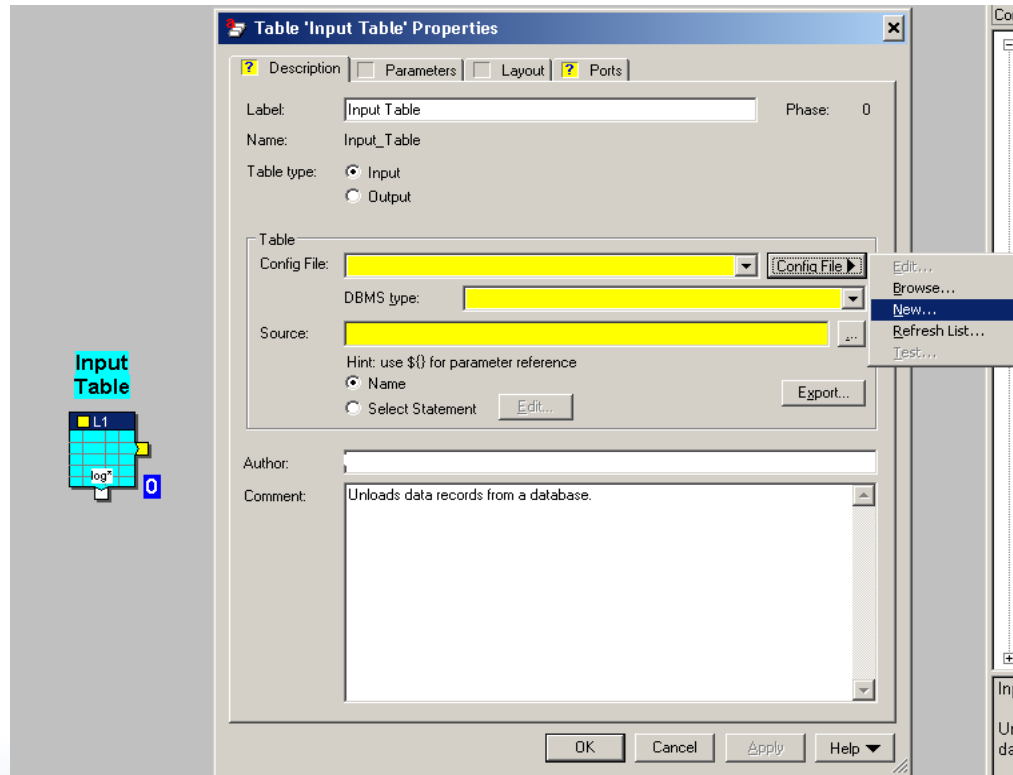 Table 'Input Table' Properties
Co
? Description Parameters Layout ? Ports
Label: Input Table Phase: 0
Name: Input_Table
Table type: Input
Output
Table
Config File: Config File
Edit...
Browse...
New...
Refresh List...
Test...
DBMS type:
Source: ...
Hint: use ${} for parameter reference
Name
Select Statement Edit...
Export...
Input
Table
L1
log*
0
Author:
Comment: Unloads data records from a database.
OK Cancel Apply Help
In
Un
da